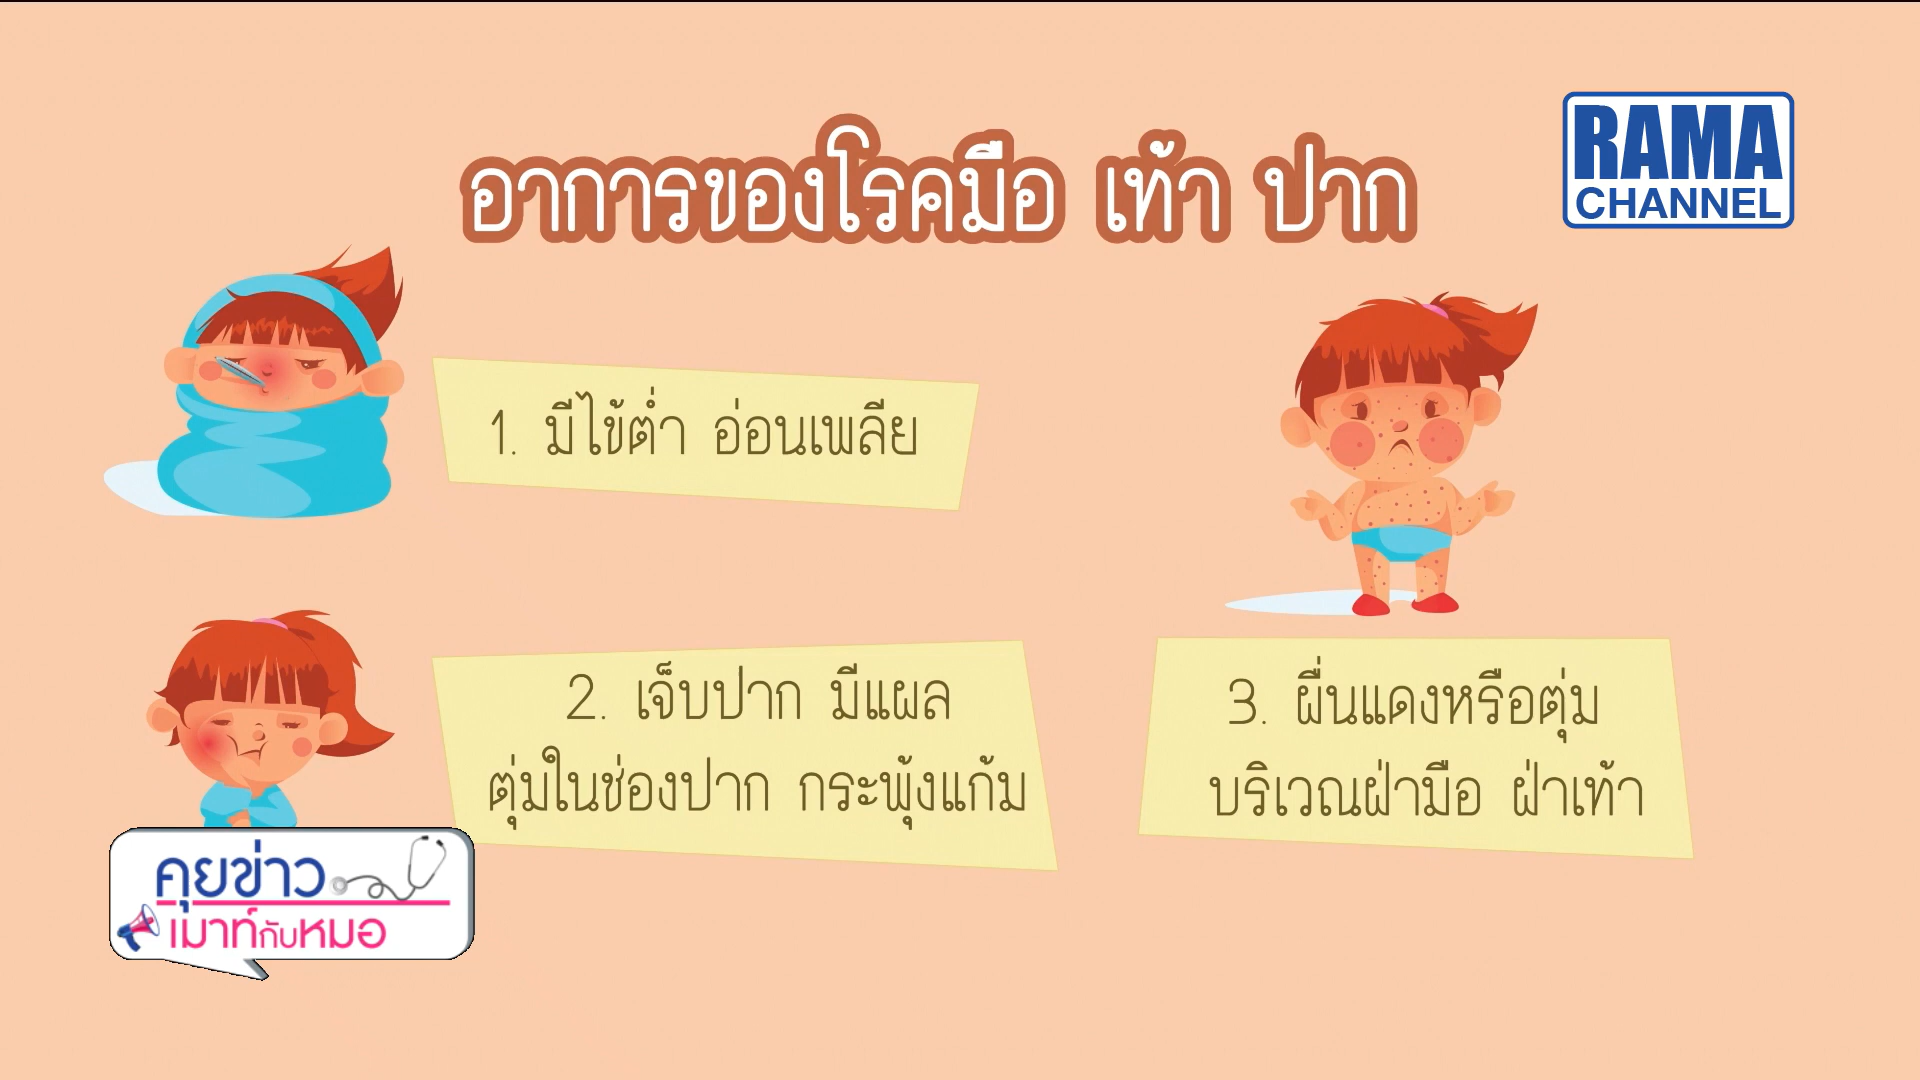 อาการของโรคมือ เท้า ปาก
RAMA
CHANNEL
1. มีไข้ต่ำ อ่อนเพลีย
2. เจ็บปาก มีแผล
ตุ่มในช่องปาก กระพุ้งแก้ม
3. ผื่นแดงหรือตุ่ม
บริเวณฝ่ามือ ฝ่าเท้า
คุยข่าว
เมาท์กับหมอ